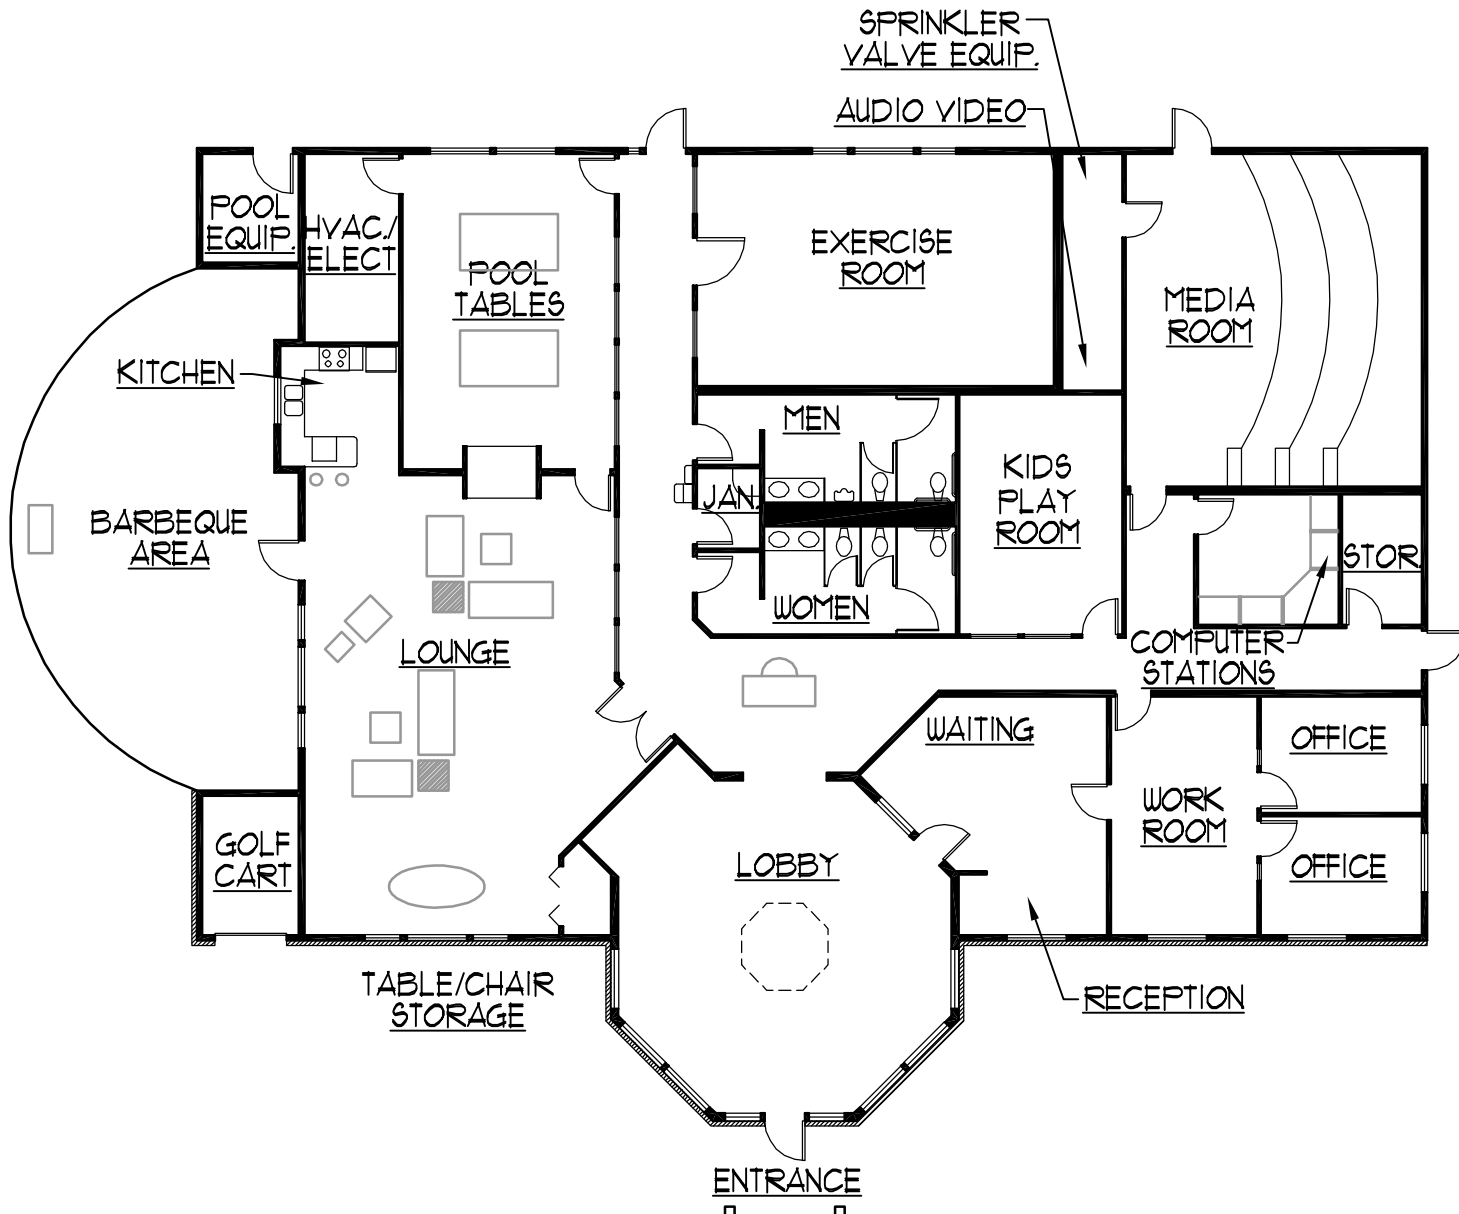 SPRINKLER
VALVE EQUIP.
AUDIO VIDEO
POOL
EQUIP.
HVAC./
ELECT
POOL
TABLES
EXERCISE
ROOM
MEDIA
ROOM
KITCHEN
MEN
KIDS
PLAY
ROOM
JAN.
BARBEQUE
AREA
STOR.
WOMEN
LOUNGE
COMPUTER
STATIONS
WAITING
OFFICE
WORK
ROOM
GOLF
CART
LOBBY
OFFICE
TABLE/CHAIR
STORAGE
RECEPTION
ENTRANCE